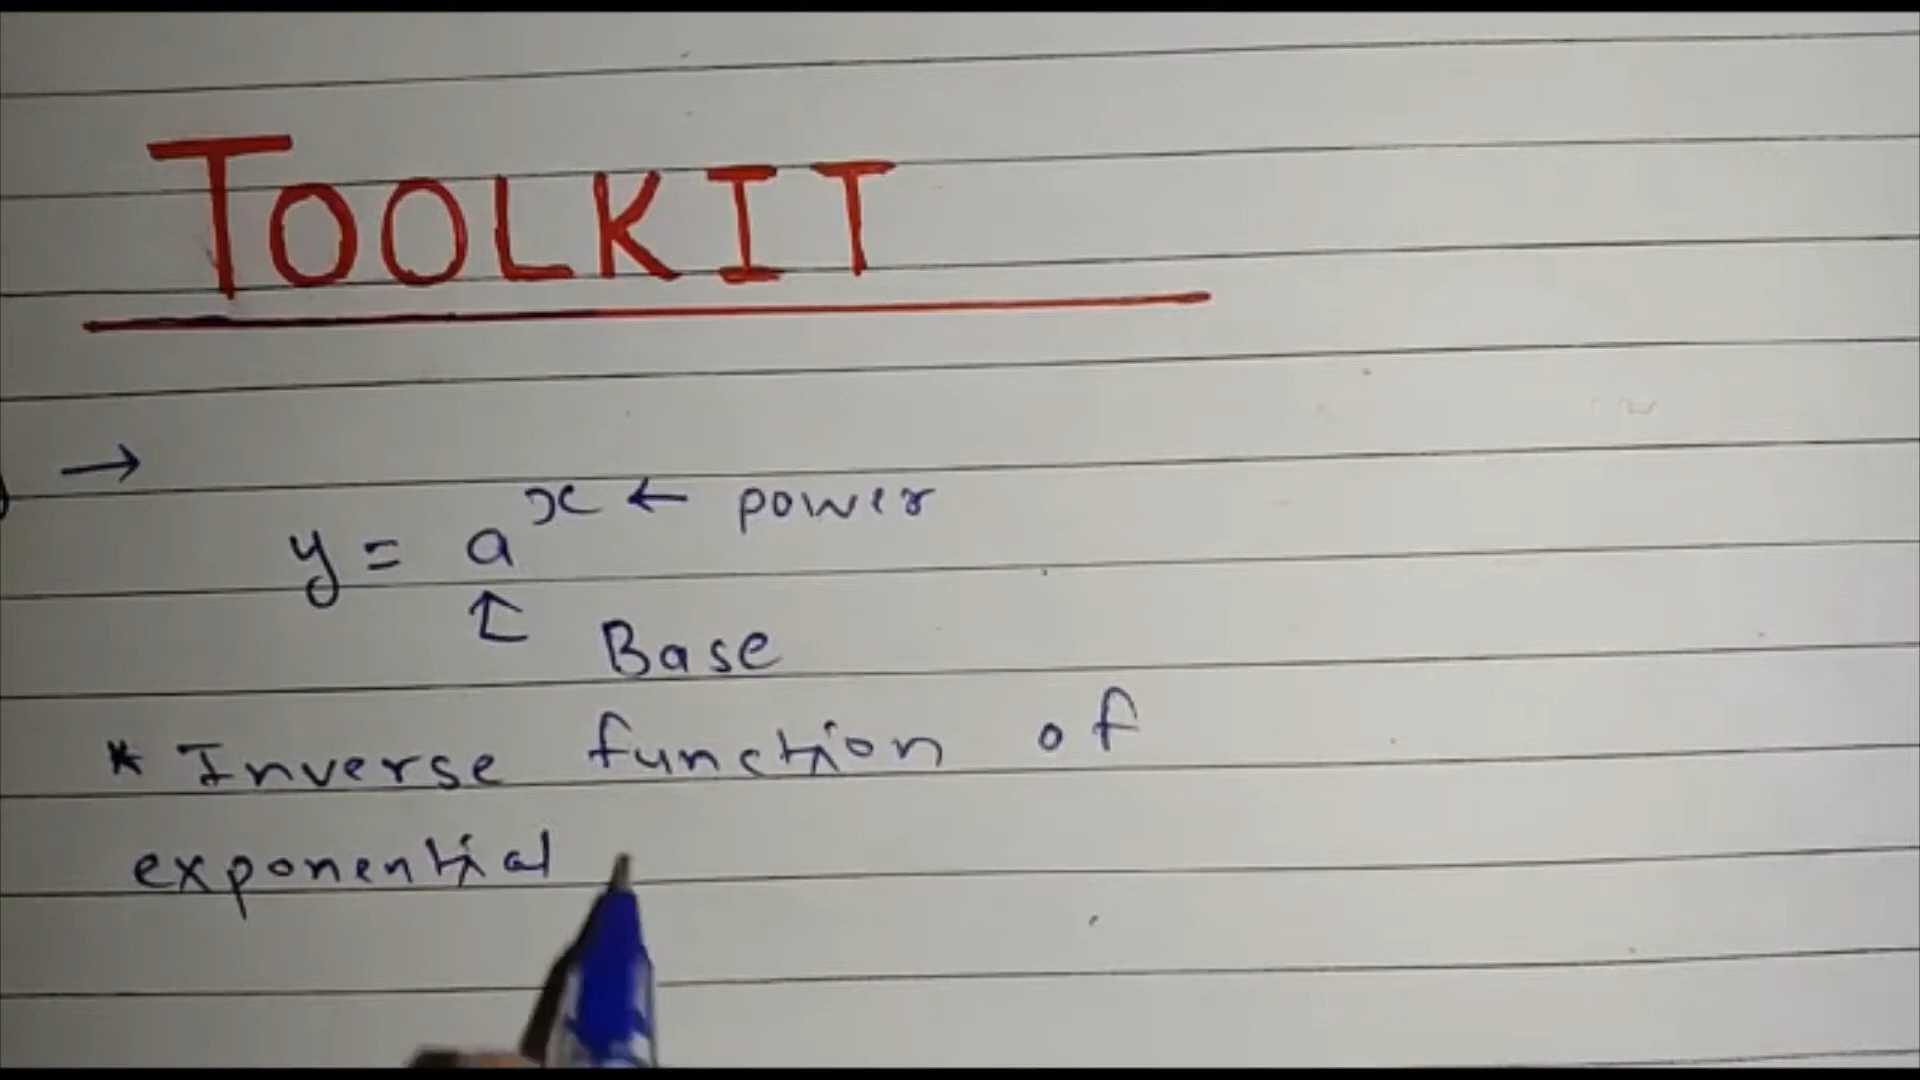 TOOLKIT
→
y = a^x ← power
↑ Base
* Inverse function of
exponential